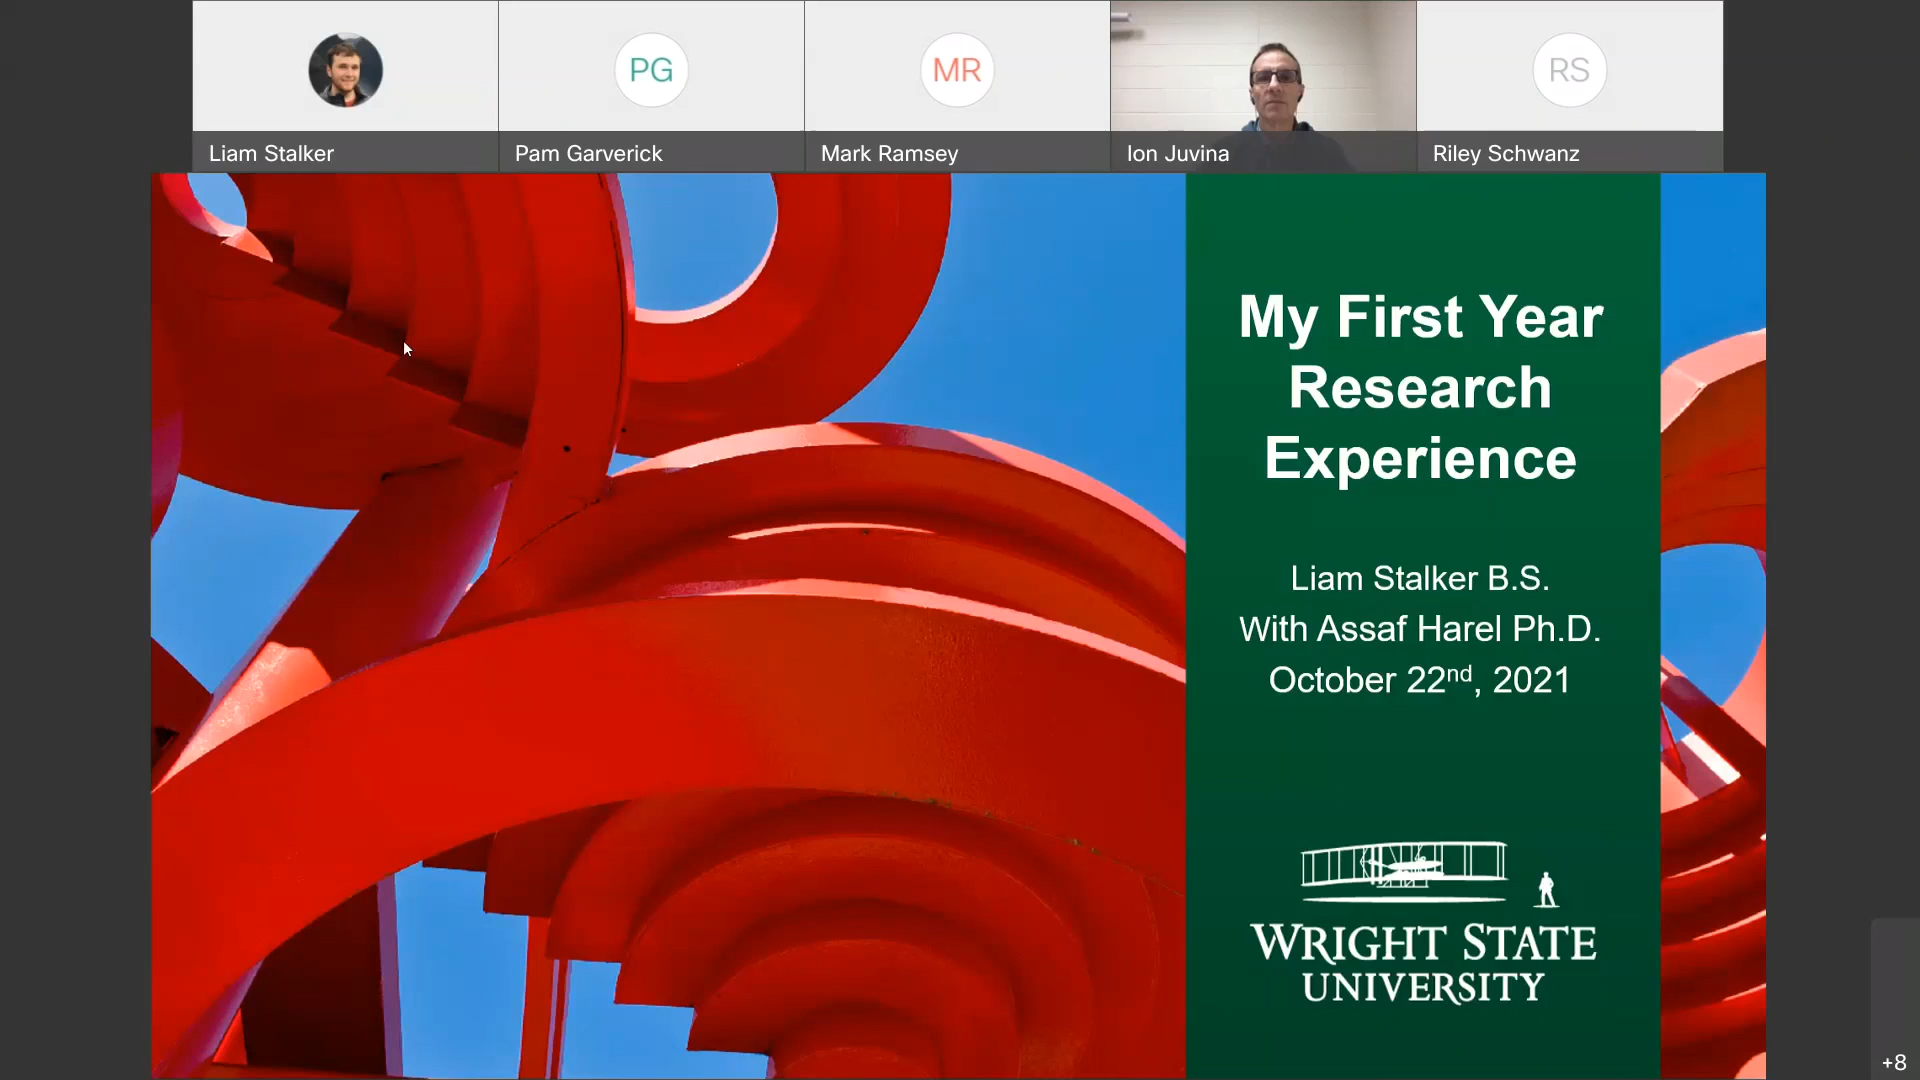 PG
MR
RS
Liam Stalker
Pam Garverick
Mark Ramsey
Ion Juvina
Riley Schwanz
My First Year
Research
Experience
Liam Stalker B.S.
With Assaf Harel Ph.D.
October 22nd, 2021
WRIGHT STATE
UNIVERSITY
+8